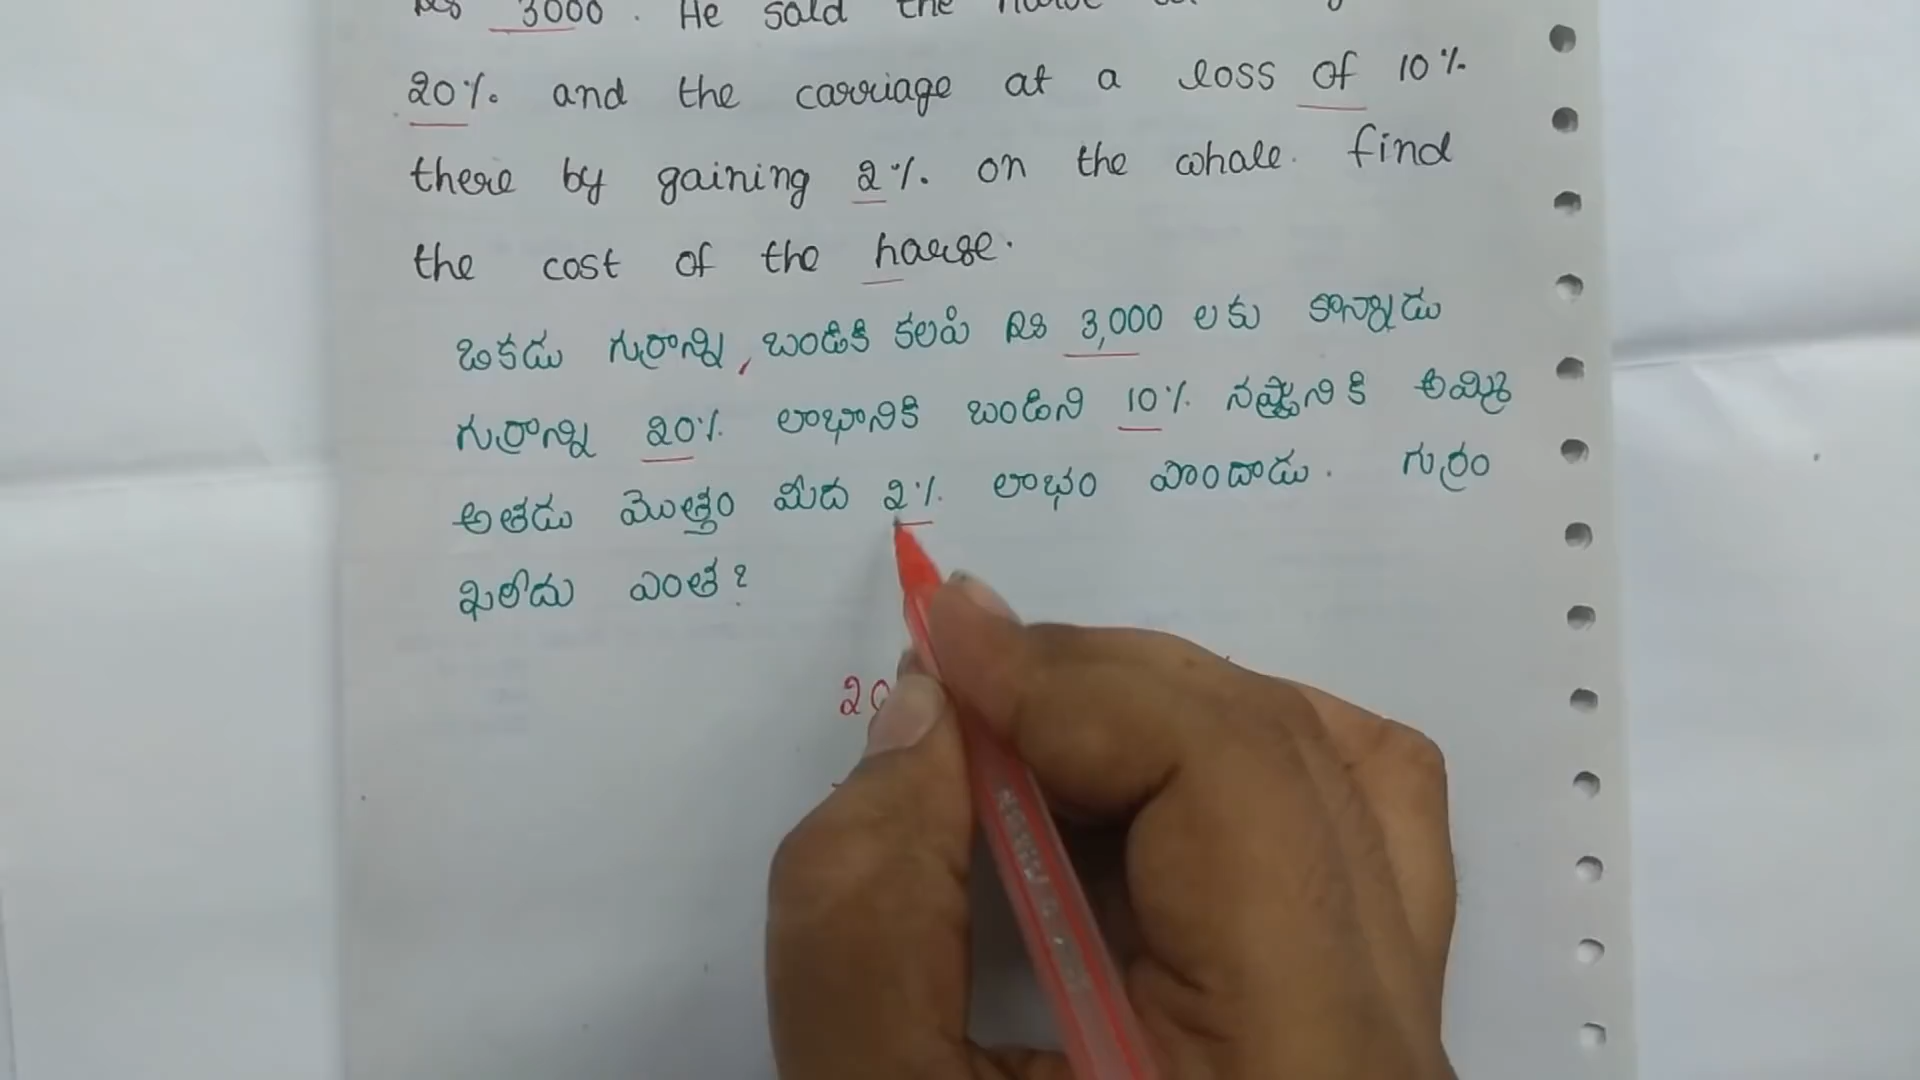 Rs 3000. He sold the
20% and the carriage at a loss of 10%
there by gaining 2% on the whole. find
the cost of the horse.
ఒకడు గుర్రాన్ని, బండికి కలిపి Rs 3,000 లకు కొన్నాడు
గుర్రాన్ని 20% లాభానికి బండిని 10% నష్టానికి అమ్మి
అతడు మొత్తం మీద 2% లాభం పొందాడు. గుర్రం
ఖరీదు ఎంత?
20